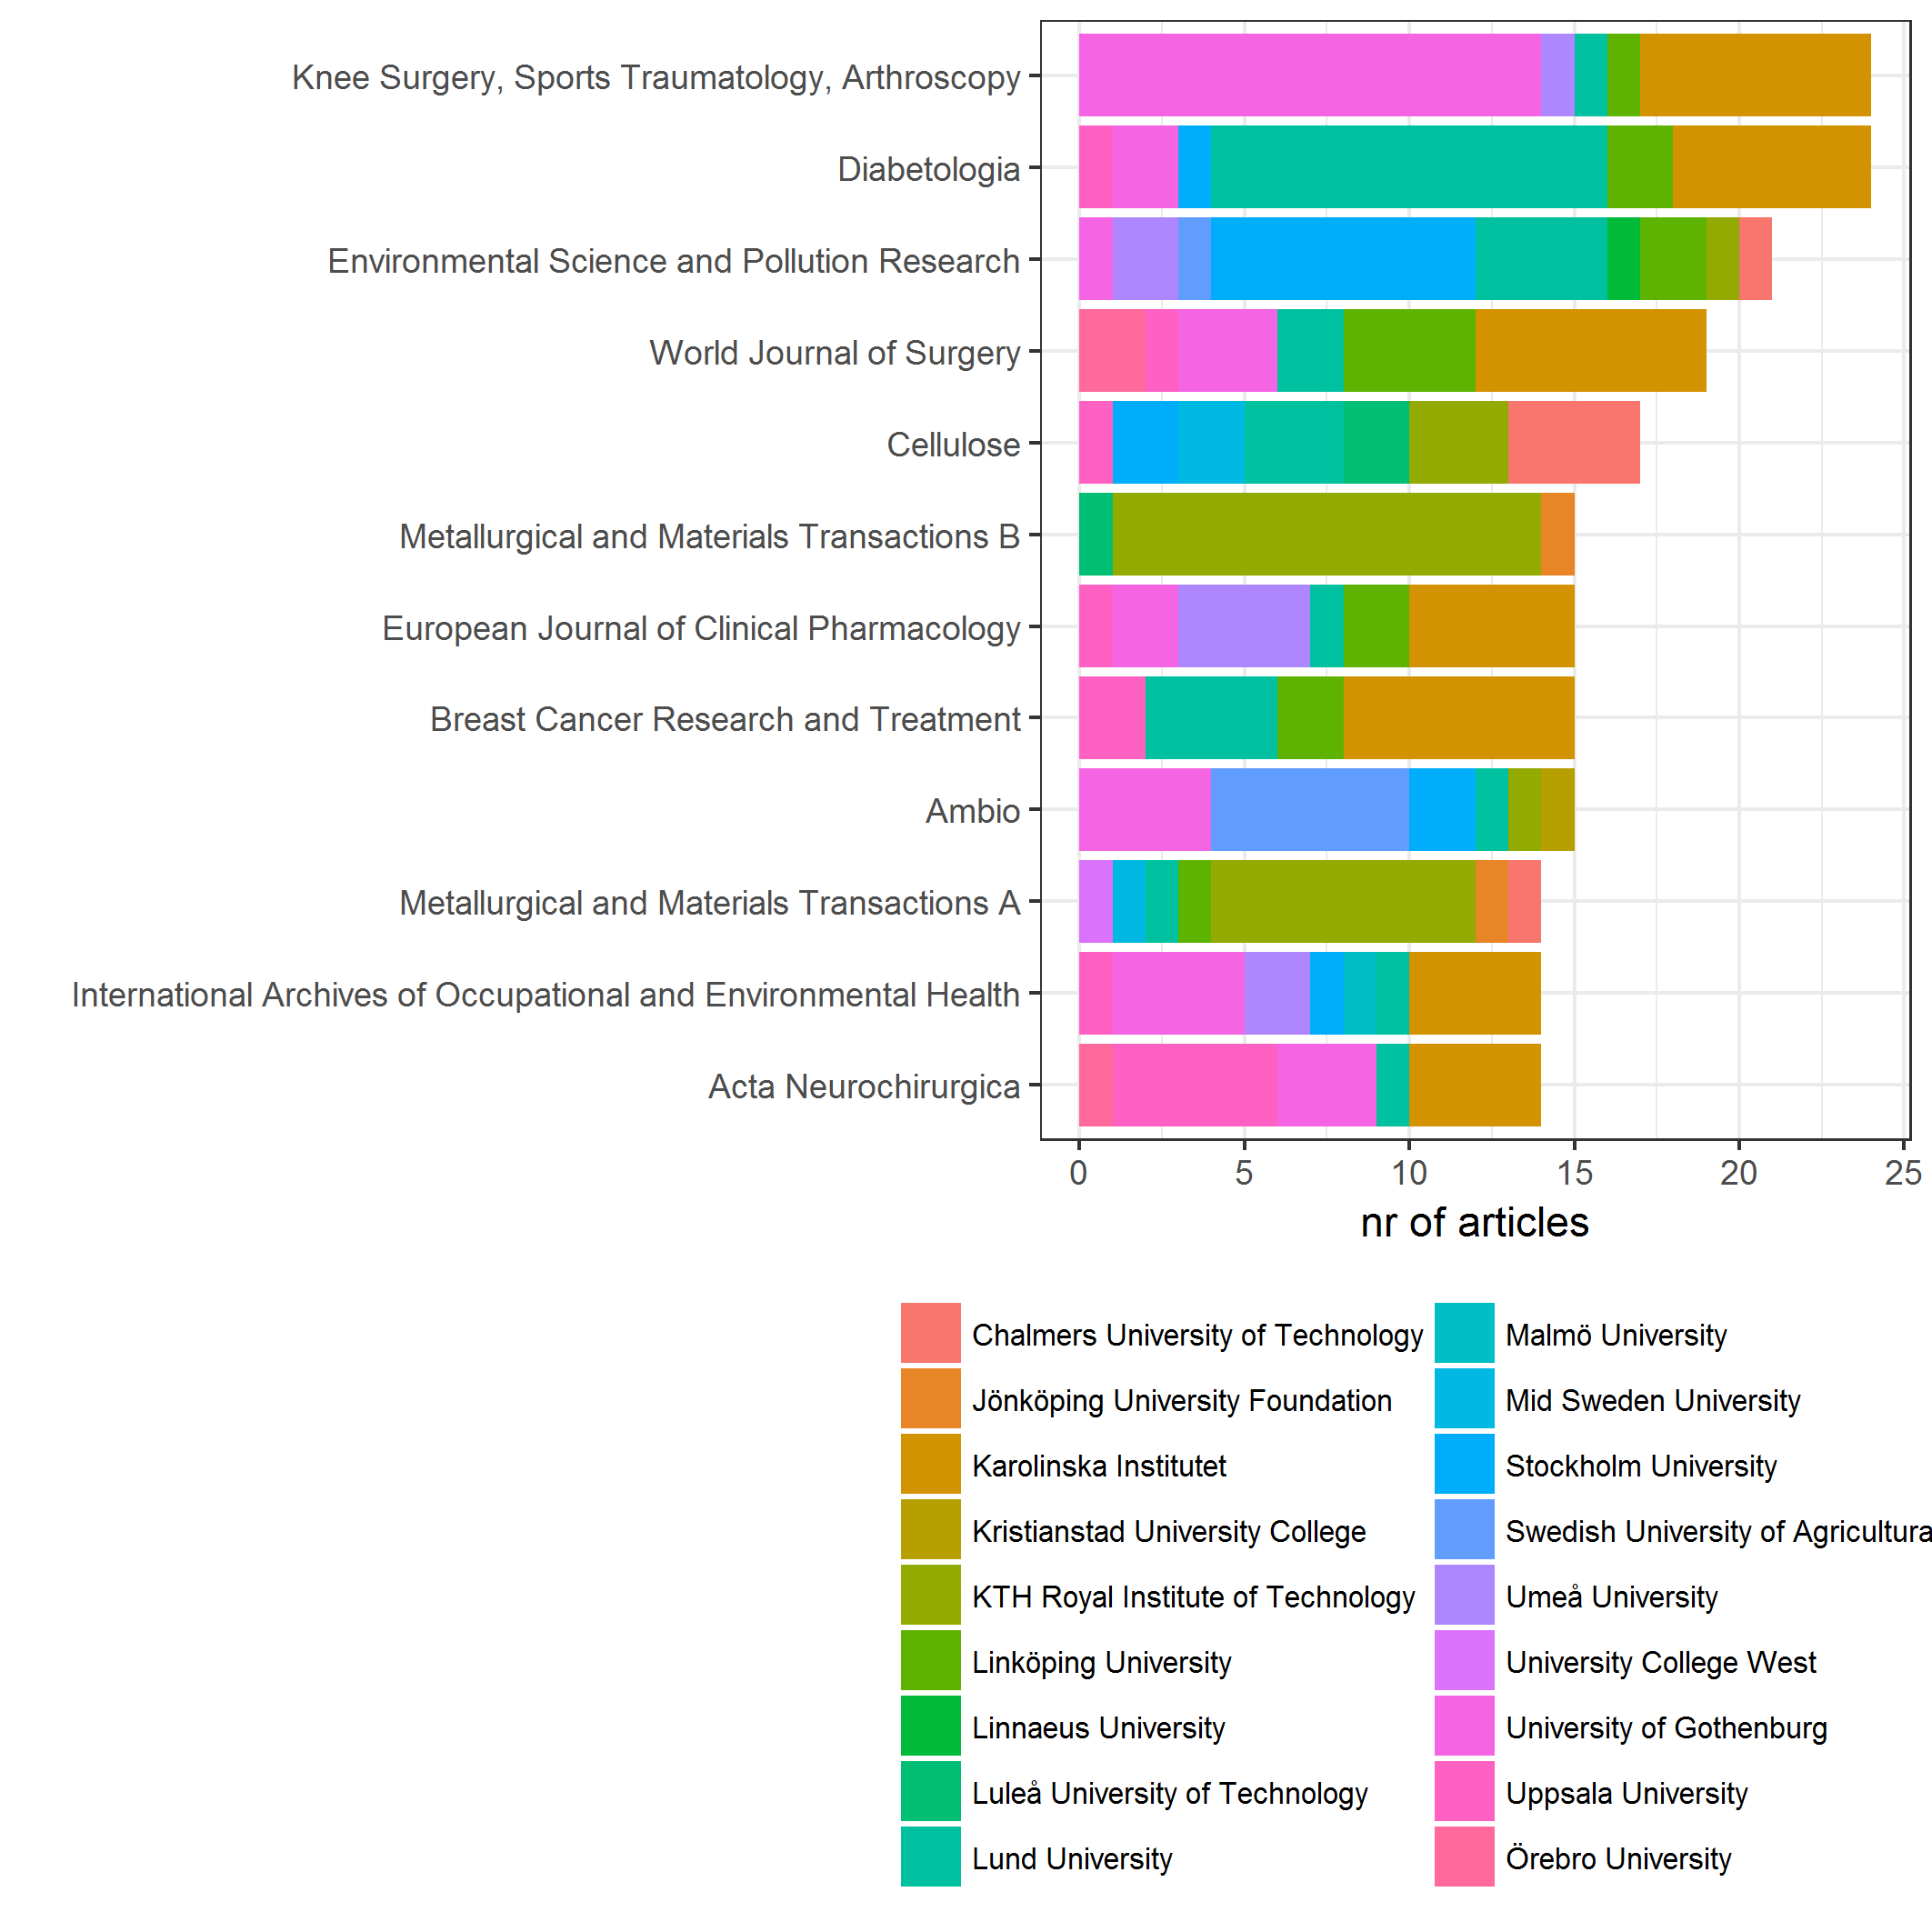 Knee Surgery, Sports Traumatology, Arthroscopy
Diabetologia
Environmental Science and Pollution Research
World Journal of Surgery
Cellulose
Metallurgical and Materials Transactions B
European Journal of Clinical Pharmacology
Breast Cancer Research and Treatment
Ambio
Metallurgical and Materials Transactions A
International Archives of Occupational and Environmental Health
Acta Neurochirurgica
0 5 10 15 20 25
nr of articles
Chalmers University of Technology
Jönköping University Foundation
Karolinska Institutet
Kristianstad University College
KTH Royal Institute of Technology
Linköping University
Linnaeus University
Luleå University of Technology
Lund University
Malmö University
Mid Sweden University
Stockholm University
Swedish University of Agricultura
Umeå University
University College West
University of Gothenburg
Uppsala University
Örebro University